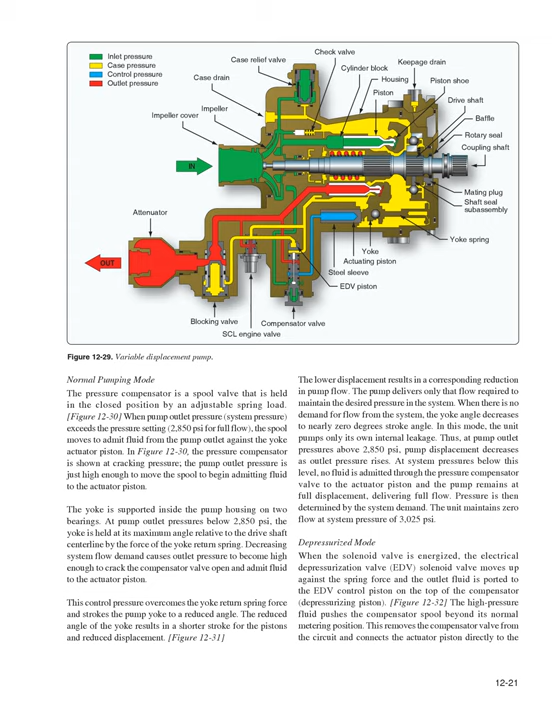 Inlet pressure
Case pressure
Control pressure
Outlet pressure
Check valve
Case relief valve
Cylinder block
Keepage drain
Case drain
Housing
Piston shoe
Piston
Drive shaft
Impeller
Impeller cover
Baffle
Rotary seal
Coupling shaft
IN
Mating plug
Shaft seal
subassembly
Attenuator
Yoke spring
Yoke
Actuating piston
OUT
Steel sleeve
EDV piston
Blocking valve
Compensator valve
SCL engine valve
Figure 12-29. Variable displacement pump.
Normal Pumping Mode
The pressure compensator is a spool valve that is held
in the closed position by an adjustable spring load.
[Figure 12-30] When pump outlet pressure (system pressure)
exceeds the pressure setting (2,850 psi for full flow), the spool
moves to admit fluid from the pump outlet against the yoke
actuator piston. In Figure 12-30, the pressure compensator
is shown at cracking pressure; the pump outlet pressure is
just high enough to move the spool to begin admitting fluid
to the actuator piston.
The yoke is supported inside the pump housing on two
bearings. At pump outlet pressures below 2,850 psi, the
yoke is held at its maximum angle relative to the drive shaft
centerline by the force of the yoke return spring. Decreasing
system flow demand causes outlet pressure to become high
enough to crack the compensator valve open and admit fluid
to the actuator piston.
This control pressure overcomes the yoke return spring force
and strokes the pump yoke to a reduced angle. The reduced
angle of the yoke results in a shorter stroke for the pistons
and reduced displacement. [Figure 12-31]
The lower displacement results in a corresponding reduction
in pump flow. The pump delivers only that flow required to
maintain the desired pressure in the system. When there is no
demand for flow from the system, the yoke angle decreases
to nearly zero degrees stroke angle. In this mode, the unit
pumps only its own internal leakage. Thus, at pump outlet
pressures above 2,850 psi, pump displacement decreases
as outlet pressure rises. At system pressures below this
level, no fluid is admitted through the pressure compensator
valve to the actuator piston and the pump remains at
full displacement, delivering full flow. Pressure is then
determined by the system demand. The unit maintains zero
flow at system pressure of 3,025 psi.
Depressurized Mode
When the solenoid valve is energized, the electrical
depressurization valve (EDV) solenoid valve moves up
against the spring force and the outlet fluid is ported to
the EDV control piston on the top of the compensator
(depressurizing piston). [Figure 12-32] The high-pressure
fluid pushes the compensator spool beyond its normal
metering position. This removes the compensator valve from
the circuit and connects the actuator piston directly to the
12-21